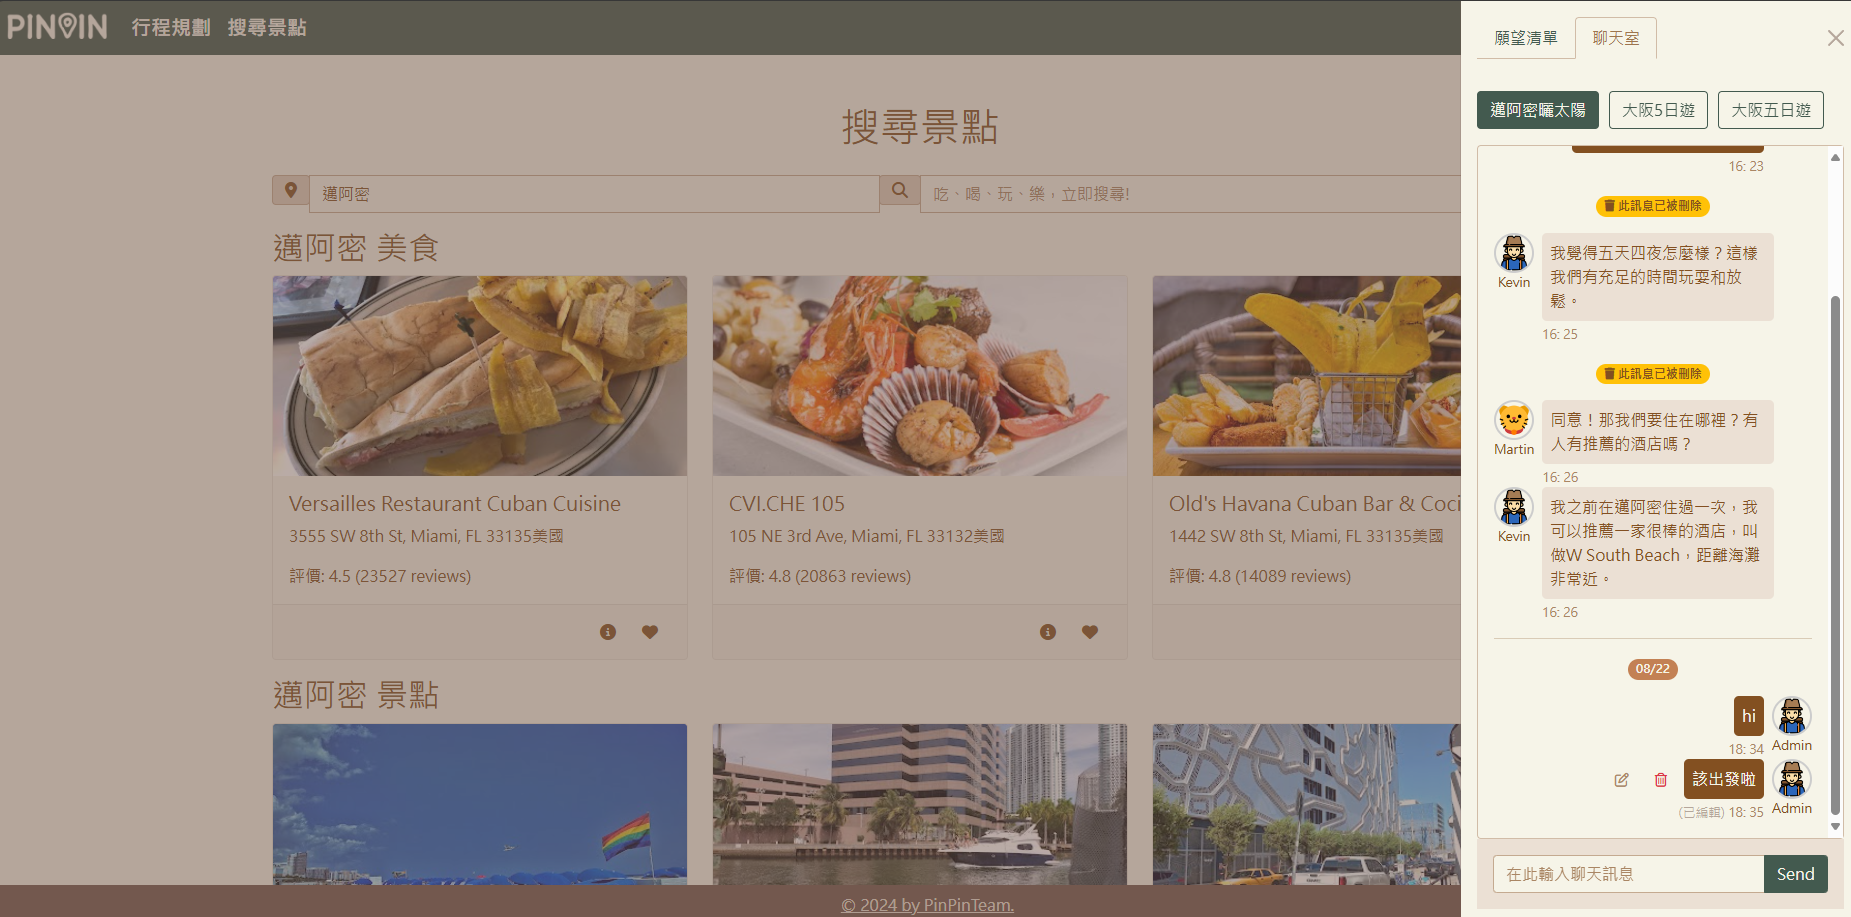 PINPIN
行程規劃 搜尋景點
搜尋景點
邁阿密
吃、喝、玩、樂，立即搜尋!
邁阿密 美食
Versailles Restaurant Cuban Cuisine
3555 SW 8th St, Miami, FL 33135美國
評價: 4.5 (23527 reviews)
CVI.CHE 105
105 NE 3rd Ave, Miami, FL 33132美國
評價: 4.8 (20863 reviews)
Old's Havana Cuban Bar & Coci
1442 SW 8th St, Miami, FL 33135美國
評價: 4.8 (14089 reviews)
邁阿密 景點
© 2024 by PinPinTeam.
願望清單
聊天室
邁阿密曬太陽
大阪5日遊
大阪五日遊
16: 23
此訊息已被刪除
我覺得五天四夜怎麼樣？這樣
我們有充足的時間玩耍和放
鬆。
Kevin
16: 25
此訊息已被刪除
同意！那我們要住在哪裡？有
人有推薦的酒店嗎？
Martin
16: 26
我之前在邁阿密住過一次，我
可以推薦一家很棒的酒店，叫
做W South Beach，距離海灘
非常近。
Kevin
16: 26
08/22
hi
18: 34
Admin
該出發啦
(已編輯) 18: 35
Admin
在此輸入聊天訊息
Send